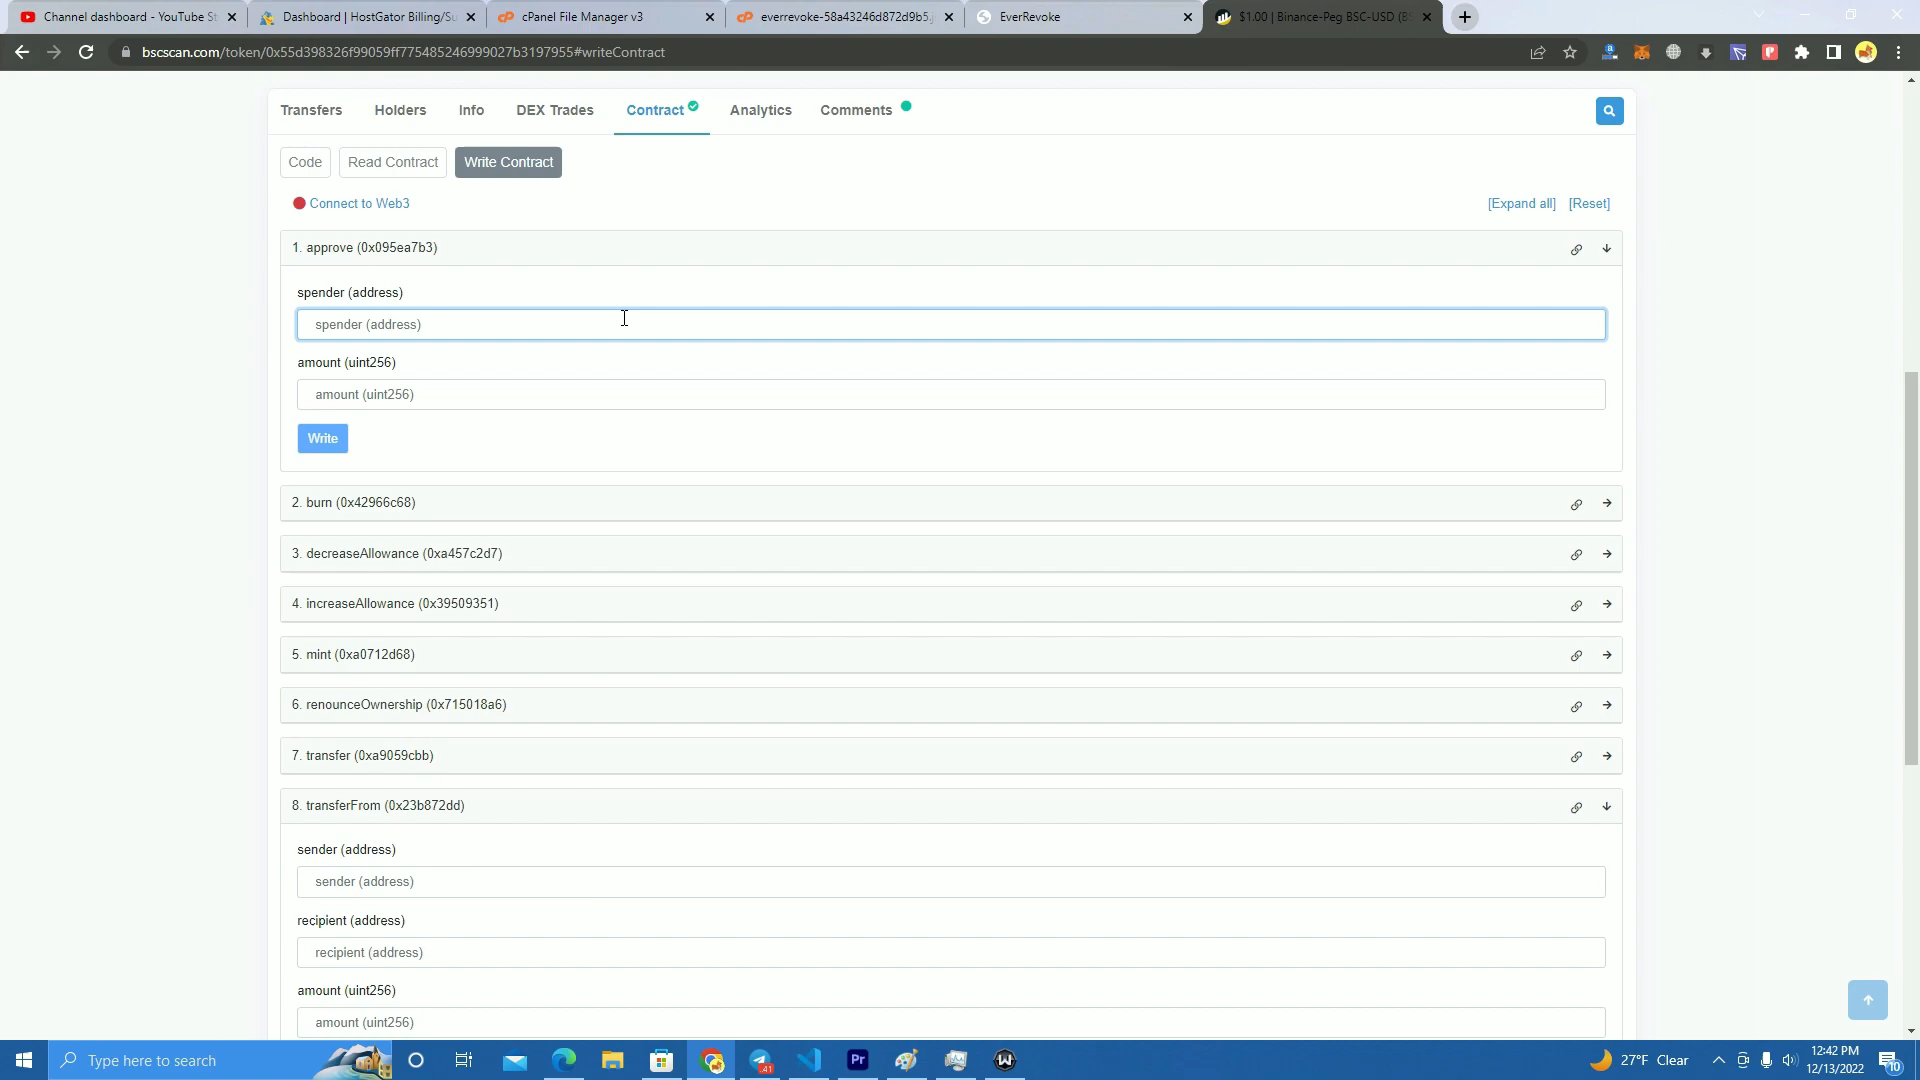 Channel dashboard - YouTube St
Dashboard | HostGator Billing/Su
cPanel File Manager v3
everrevoke-58a43246d872d9b5.j
EverRevoke
$1.00 | Binance-Peg BSC-USD (BS
bscscan.com/token/0x55d398326f99059ff775485246999027b3197955#writeContract
Transfers
Holders
Info
DEX Trades
Contract
Analytics
Comments
Code
Read Contract
Write Contract
Connect to Web3
[Expand all]
[Reset]
1. approve (0x095ea7b3)
spender (address)
spender (address)
amount (uint256)
amount (uint256)
Write
2. burn (0x42966c68)
3. decreaseAllowance (0xa457c2d7)
4. increaseAllowance (0x39509351)
5. mint (0xa0712d68)
6. renounceOwnership (0x715018a6)
7. transfer (0xa9059cbb)
8. transferFrom (0x23b872dd)
sender (address)
sender (address)
recipient (address)
recipient (address)
amount (uint256)
amount (uint256)
Type here to search
41
Pr
27°F Clear
12:42 PM
12/13/2022
10